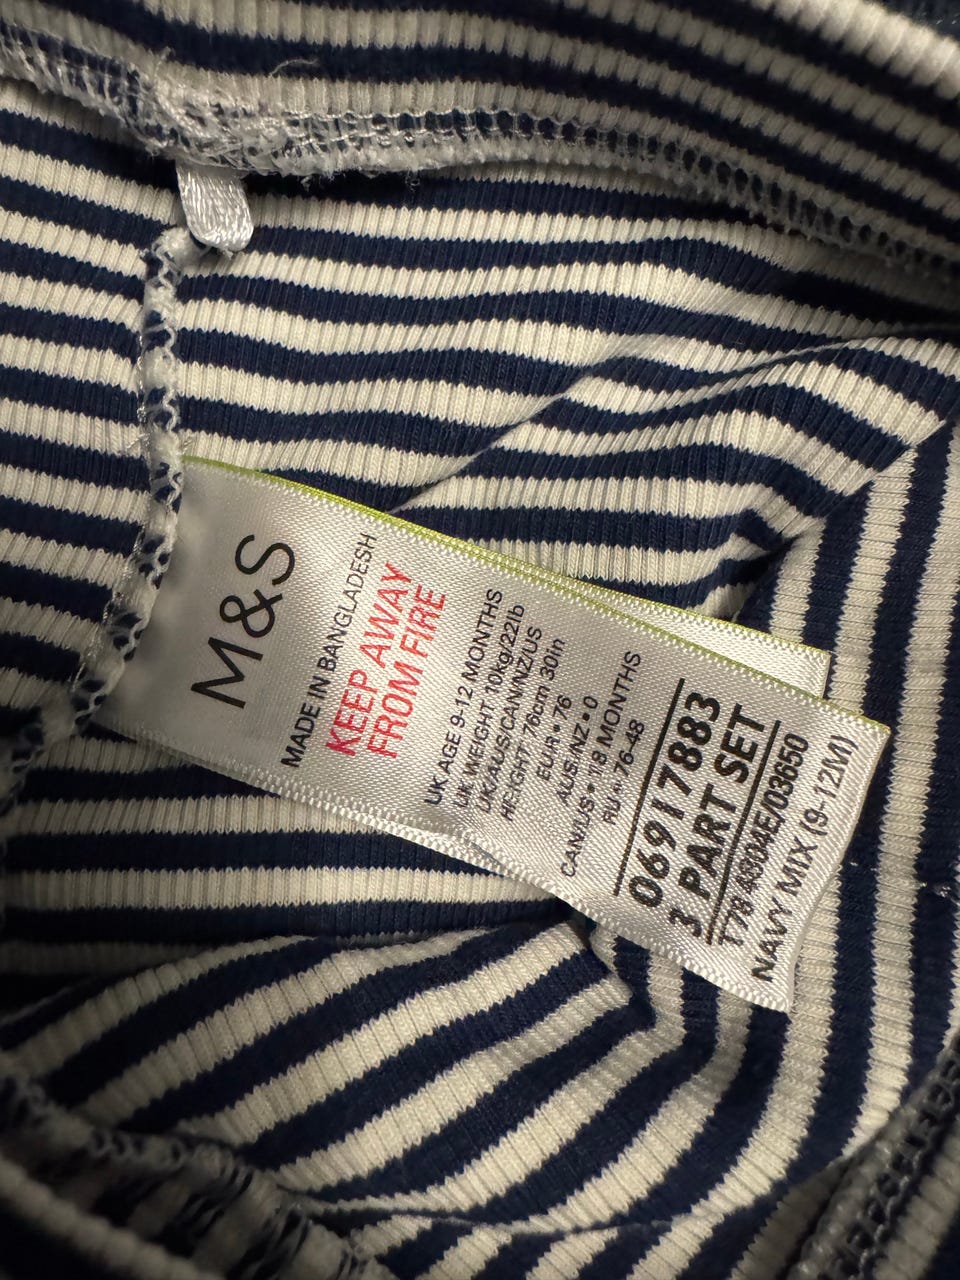 M&S
MADE IN BANGLADESH
KEEP AWAY
FROM FIRE
UK AGE 9-12 MONTHS
UK WEIGHT 10kg/22lb
UK/AUS/CAN/NZ/US
HEIGHT 76cm 30in
EUR • 76
AUS/NZ • 0
CAN/US • 11-8 MONTHS
RU • 76-48
06917883
3 PART SET
NAVY MIX (9-12M)